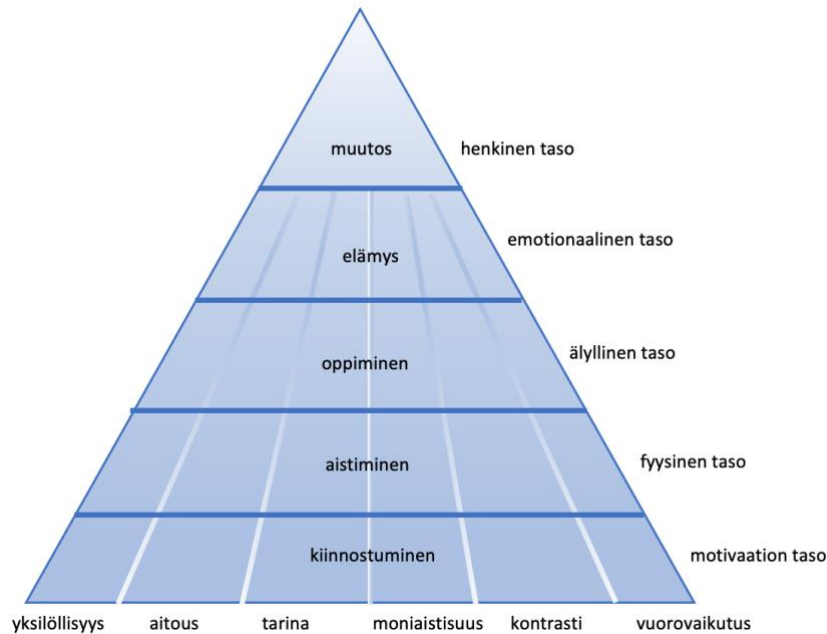 muutos henkinen taso
elämys emotionaalinen taso
oppiminen älyllinen taso
aistiminen fyysinen taso
kiinnostuminen motivaation taso
yksilöllisyys aitous tarina moniaistisuus kontrasti vuorovaikutus